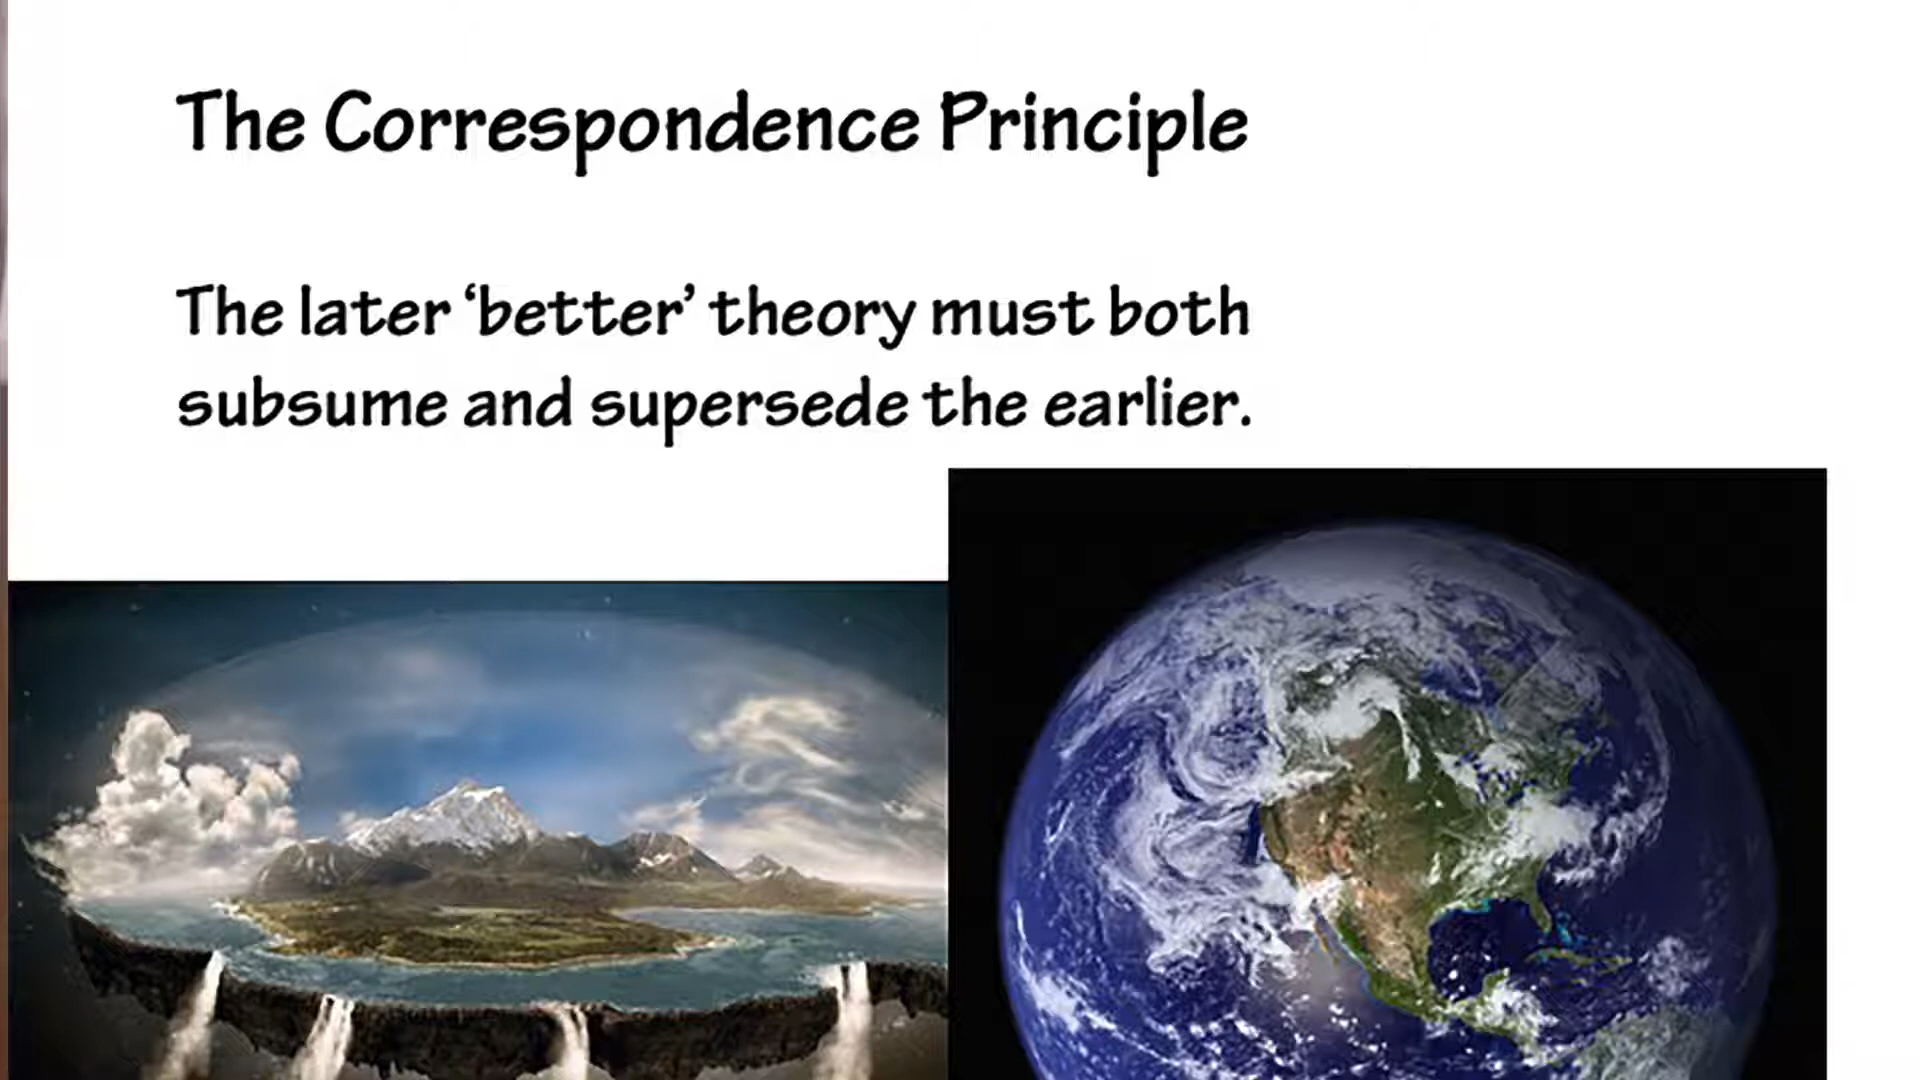 The Correspondence Principle
The later ‘better’ theory must both
subsume and supersede the earlier.